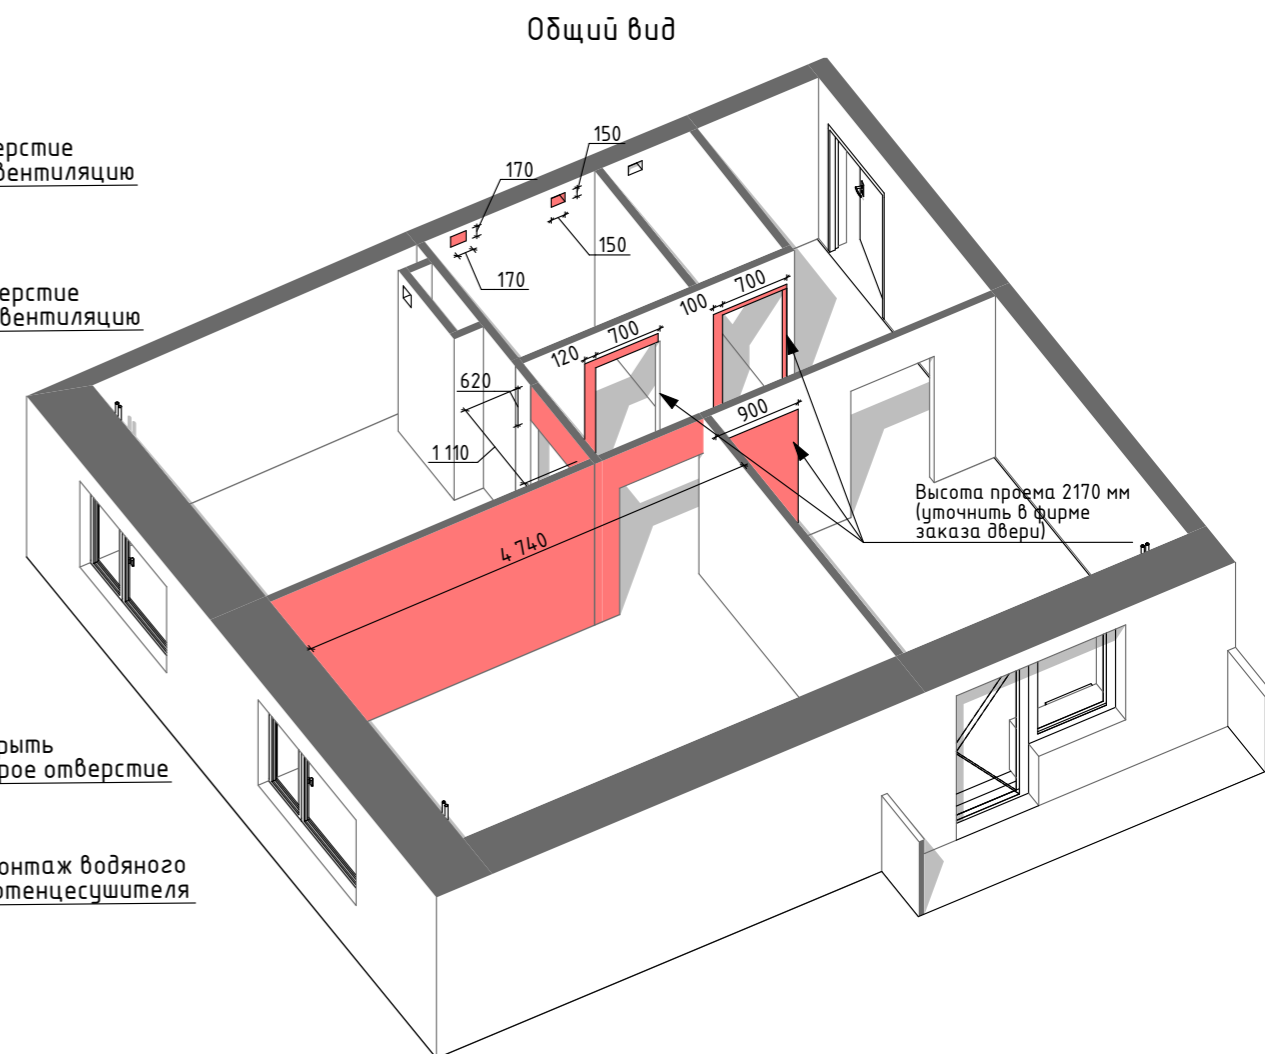 Общий вид
ерстие
вентиляцию
ерстие
вентиляцию
рыть
рое отверстие
онтаж водяного
отенцесушителя
150
170
150
170
700
100
700
120
620
900
1 110
4 740
Высота проема 2170 мм
(уточнить в фирме
заказа двери)